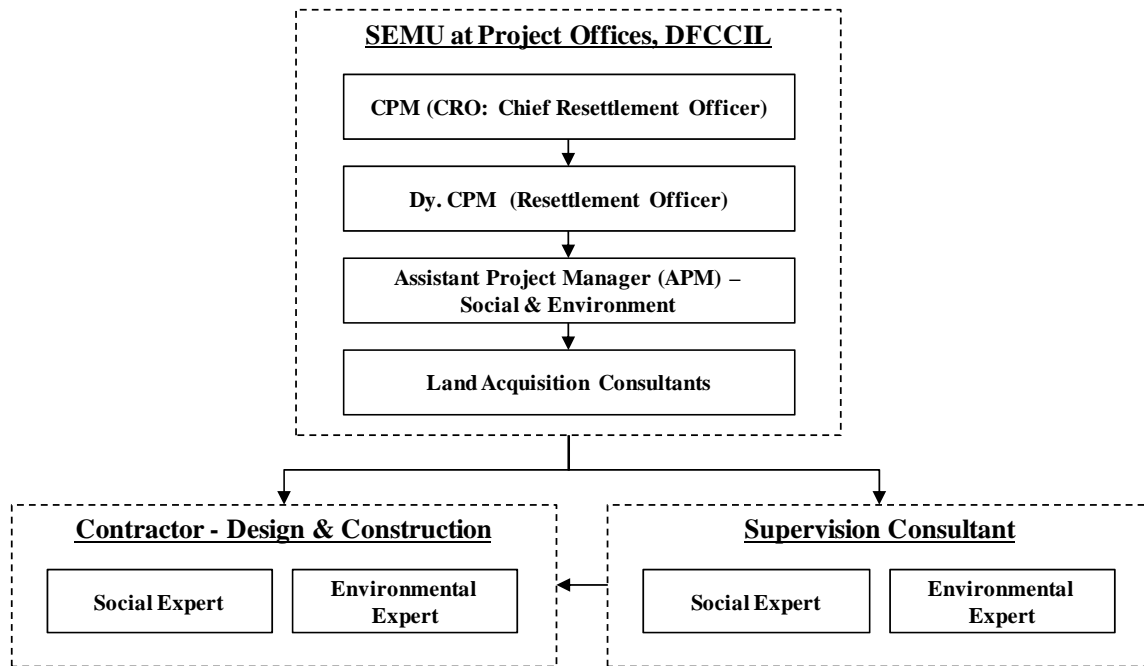 SEMU at Project Offices, DFCCIL
CPM (CRO: Chief Resettlement Officer)
Dy. CPM (Resettlement Officer)
Assistant Project Manager (APM) –
Social & Environment
Land Acquisition Consultants
Contractor - Design & Construction
Social Expert
Environmental
Expert
Supervision Consultant
Social Expert
Environmental
Expert